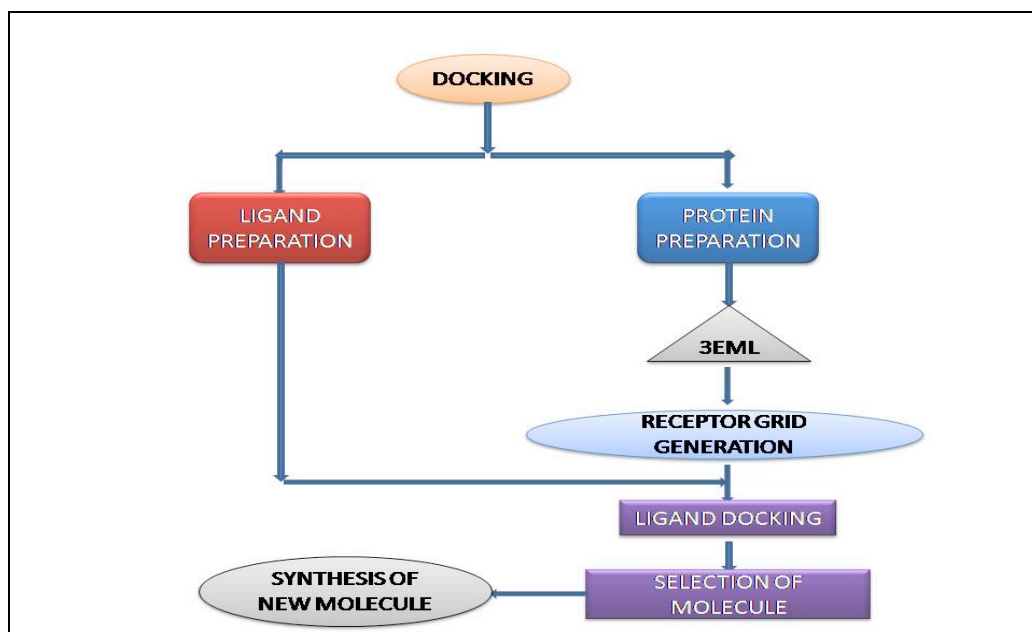 DOCKING
LIGAND
PREPARATION
PROTEIN
PREPARATION
3EML
RECEPTOR GRID
GENERATION
LIGAND DOCKING
SELECTION OF
MOLECULE
SYNTHESIS OF
NEW MOLECULE